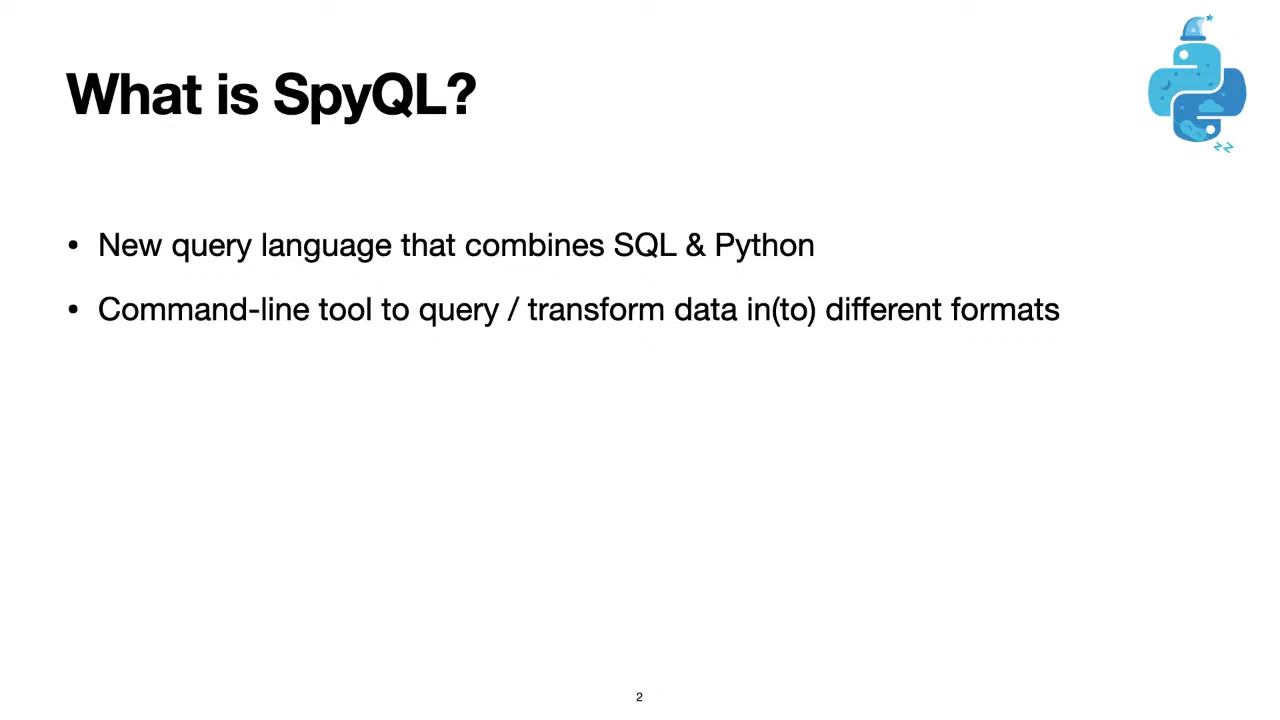 What is SpyQL?
• New query language that combines SQL & Python
• Command-line tool to query / transform data in(to) different formats
zz
2